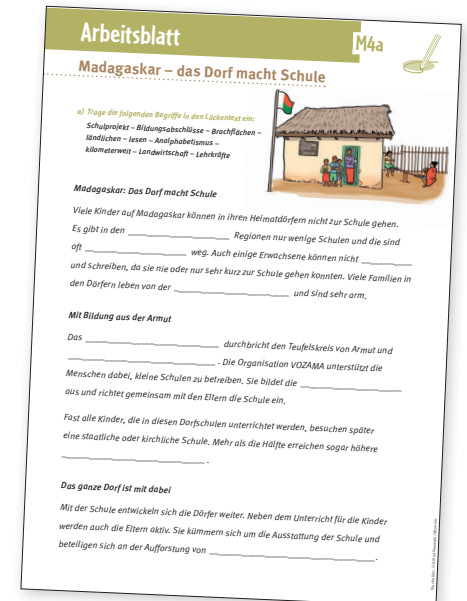 Arbeitsblatt
M4a
Madagaskar – das Dorf macht Schule
a) Trage die folgenden Begriffe in den Lückentext ein:
Schulprojekt – Bildungsabschlüsse – Brachflächen –
ländlichen – lesen – Analphabetismus –
kilometerweit – Landwirtschaft – Lehrkräfte
Madagaskar: Das Dorf macht Schule
Viele Kinder auf Madagaskar können in ihren Heimatdörfern nicht zur Schule gehen.
Es gibt in den ______ Regionen nur wenige Schulen und die sind
oft ______ weg. Auch einige Erwachsene können nicht ______
und schreiben, da sie nie oder nur sehr kurz zur Schule gehen konnten. Viele Familien in
den Dörfern leben von der ______ und sind sehr arm.
Mit Bildung aus der Armut
Das ______ durchbricht den Teufelskreis von Armut und
______ . Die Organisation VOZAMA unterstützt die
Menschen dabei, kleine Schulen zu betreiben. Sie bildet die ______
aus und richtet gemeinsam mit den Eltern die Schule ein.
Fast alle Kinder, die in diesen Dorfschulen unterrichtet werden, besuchen später
eine staatliche oder kirchliche Schule. Mehr als die Hälfte erreichen sogar höhere
______ .
Das ganze Dorf ist mit dabei
Mit der Schule entwickeln sich die Dörfer weiter. Neben dem Unterricht für die Kinder
werden auch die Eltern aktiv. Sie kümmern sich um die Ausstattung der Schule und
beteiligen sich an der Aufforstung von ______ .